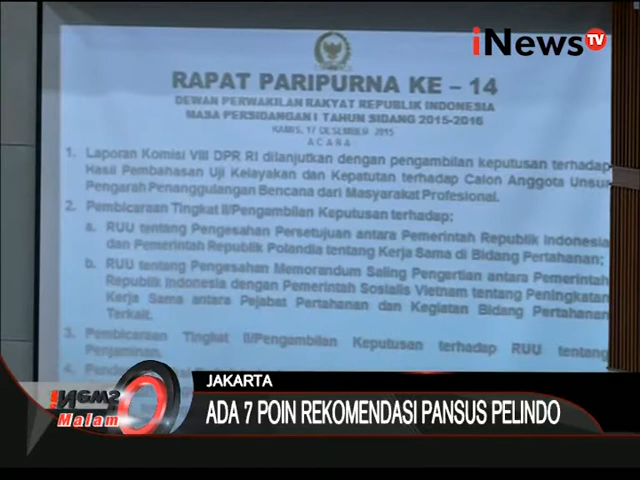 iNews TV
RAPAT PARIPURNA KE - 14
DEWAN PERWAKILAN RAKYAT REPUBLIK INDONESIA
MASA PERSIDANGAN I TAHUN SIDANG 2015-2016
KAMIS, 17 DESEMBER 2015
ACARA
1. Laporan Komisi VIII DPR RI dilanjutkan dengan pengambilan keputusan terhadap
Hasil Pembahasan Uji Kelayakan dan Kepatutan terhadap Calon Anggota Unsur
Pengarah Penanggulangan Bencana dari Masyarakat Profesional.
2. Pembicaraan Tingkat II/Pengambilan Keputusan terhadap:
a. RUU tentang Pengesahan Persetujuan antara Pemerintah Republik Indonesia
dan Pemerintah Republik Polandia tentang Kerja Sama di Bidang Pertahanan;
b. RUU tentang Pengesahan Memorandum Saling Pengertian antara Pemerintah
Republik Indonesia dengan Pemerintah Sosialis Vietnam tentang Peningkatan
Kerja Sama antara Pejabat Pertahanan dan Kegiatan Bidang Pertahanan
Terkait.
3. Pembicaraan Tingkat II/Pengambilan Keputusan terhadap RUU tentang
Penjaminan.
4.
JAKARTA
iNEWS
Malam
ADA 7 POIN REKOMENDASI PANSUS PELINDO